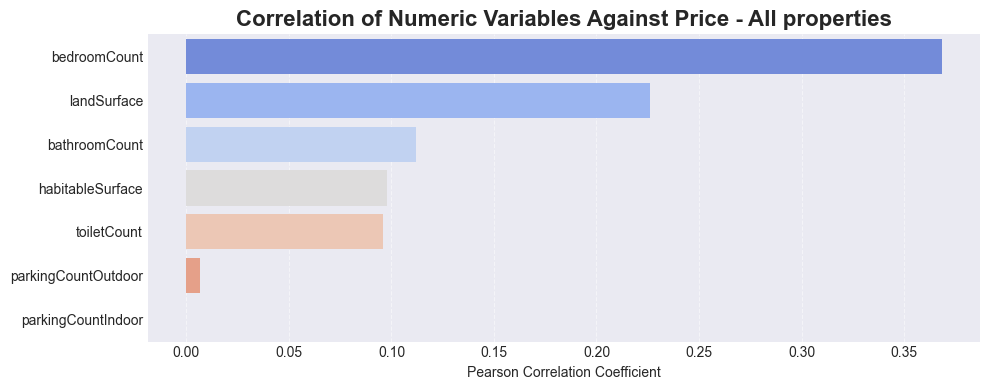 Correlation of Numeric Variables Against Price - All properties
bedroomCount
landSurface
bathroomCount
habitableSurface
toiletCount
parkingCountOutdoor
parkingCountIndoor
0.00 0.05 0.10 0.15 0.20 0.25 0.30 0.35
Pearson Correlation Coefficient